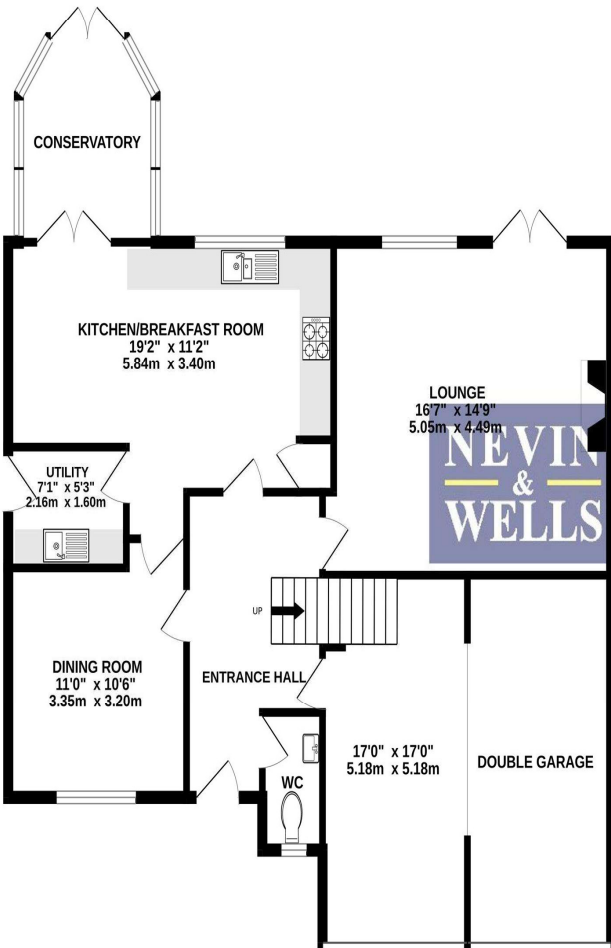 CONSERVATORY
KITCHEN/BREAKFAST ROOM
19'2" x 11'2"
5.84m x 3.40m
LOUNGE
16'7" x 14'9"
5.05m x 4.49m
NEVIN
&
WELLS
UTILITY
7'1" x 5'3"
2.16m x 1.60m
UP
DINING ROOM
11'0" x 10'6"
3.35m x 3.20m
ENTRANCE HALL
WC
17'0" x 17'0"
5.18m x 5.18m
DOUBLE GARAGE